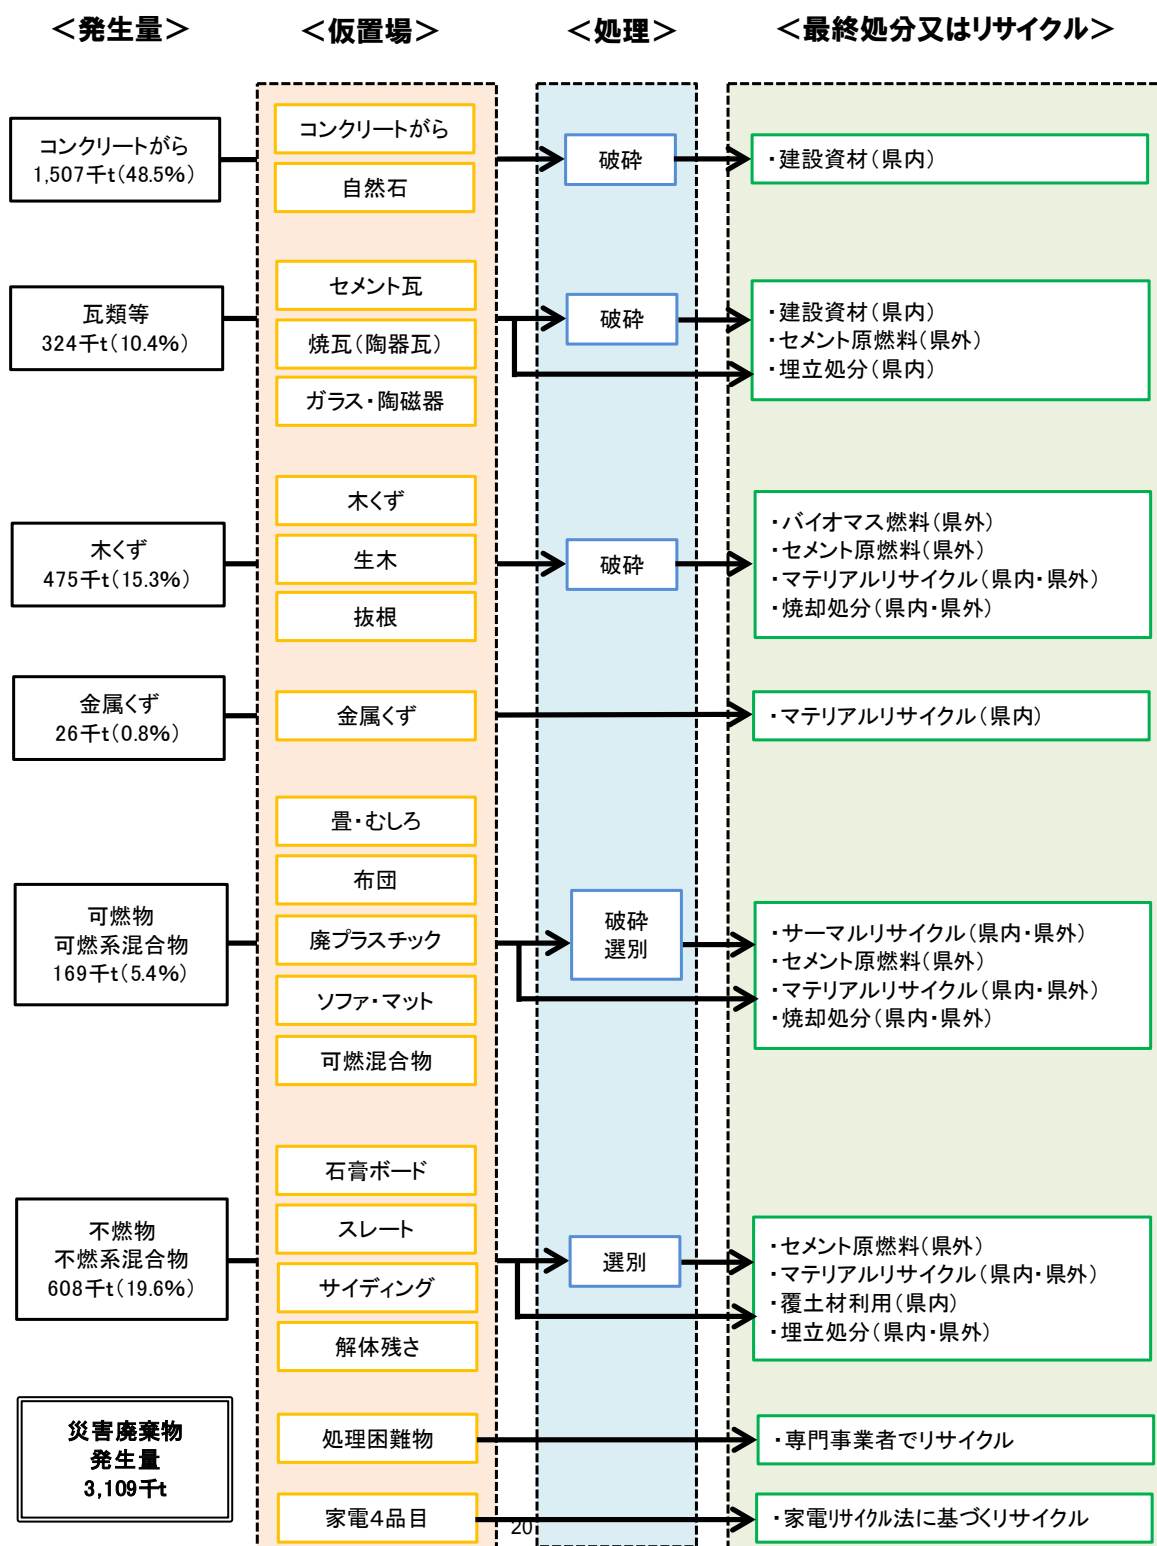 ＜発生量＞
＜仮置場＞
＜処理＞
＜最終処分又はリサイクル＞
コンクリートがら
1,507千t(48.5%)
コンクリートがら
自然石
破砕
・建設資材（県内）
瓦類等
324千t(10.4%)
セメント瓦
焼瓦（陶器瓦）
ガラス・陶磁器
破砕
・建設資材（県内）
・セメント原燃料（県外）
・埋立処分（県内）
木くず
475千t(15.3%)
木くず
生木
抜根
破砕
・バイオマス燃料（県外）
・セメント原燃料（県外）
・マテリアルリサイクル（県内・県外）
・焼却処分（県内・県外）
金属くず
26千t(0.8%)
金属くず
・マテリアルリサイクル（県内）
可燃物
可燃系混合物
169千t(5.4%)
畳・むしろ
布団
廃プラスチック
ソファ・マット
可燃混合物
破砕
選別
・サーマルリサイクル（県内・県外）
・セメント原燃料（県外）
・マテリアルリサイクル（県内・県外）
・焼却処分（県内・県外）
不燃物
不燃系混合物
608千t(19.6%)
石膏ボード
スレート
サイディング
解体残さ
選別
・セメント原燃料（県外）
・マテリアルリサイクル（県内・県外）
・覆土材利用（県内）
・埋立処分（県内・県外）
災害廃棄物
発生量
3,109千t
処理困難物
・専門事業者でリサイクル
家電４品目
・家電リサイクル法に基づくリサイクル
20